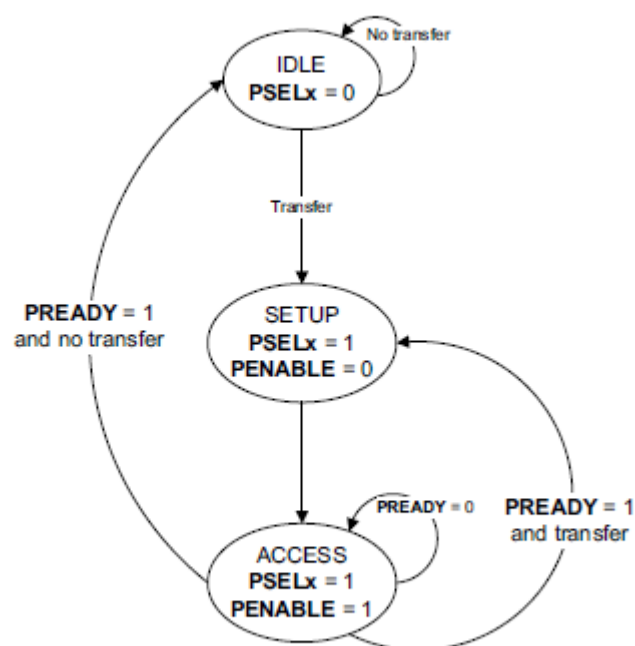 No transfer
IDLE
PSELx = 0
Transfer
PREADY = 1
and no transfer
SETUP
PSELx = 1
PENABLE = 0
PREADY = 0
PREADY = 1
and transfer
ACCESS
PSELx = 1
PENABLE = 1